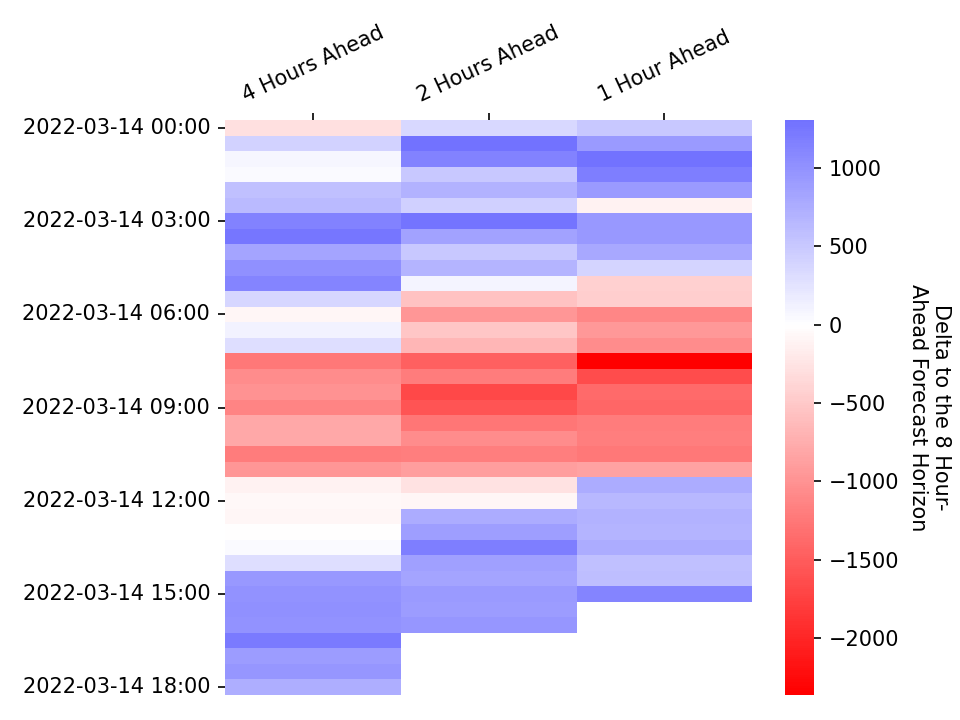 4 Hours Ahead
2 Hours Ahead
1 Hour Ahead
2022-03-14 00:00
2022-03-14 03:00
2022-03-14 06:00
2022-03-14 09:00
2022-03-14 12:00
2022-03-14 15:00
2022-03-14 18:00
1000
500
0
−500
−1000
−1500
−2000
Delta to the 8 Hour-
Ahead Forecast Horizon